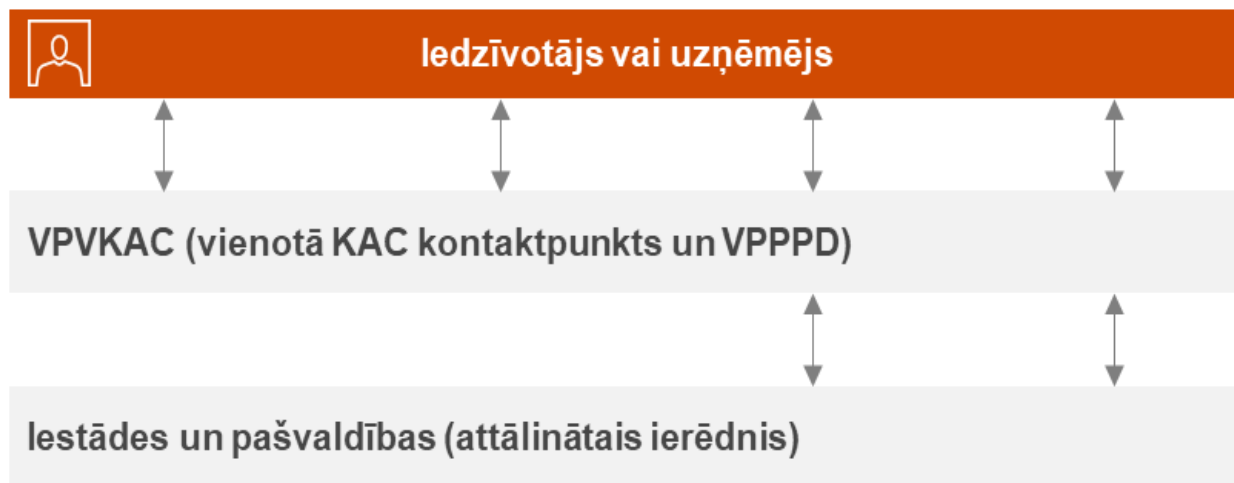 Iedzīvotājs vai uzņēmējs
VPVKAC (vienotā KAC kontaktpunkts un VPPPD)
Iestādes un pašvaldības (attālinātais ierēdnis)